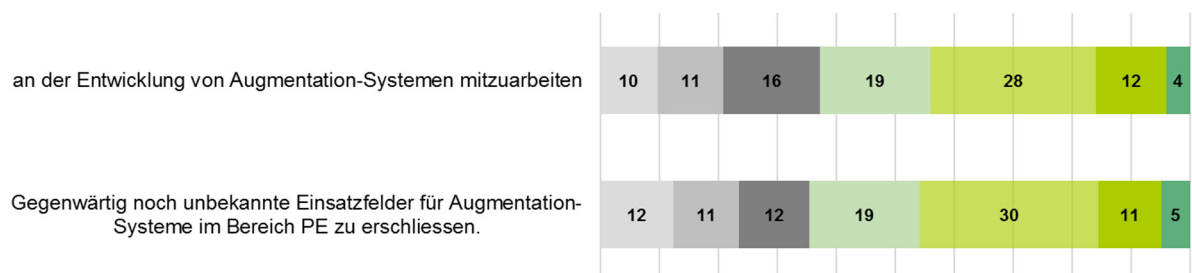 an der Entwicklung von Augmentation-Systemen mitzuarbeiten
10 11 16 19 28 12 4
Gegenwärtig noch unbekannte Einsatzfelder für Augmentation-
Systeme im Bereich PE zu erschliessen.
12 11 12 19 30 11 5